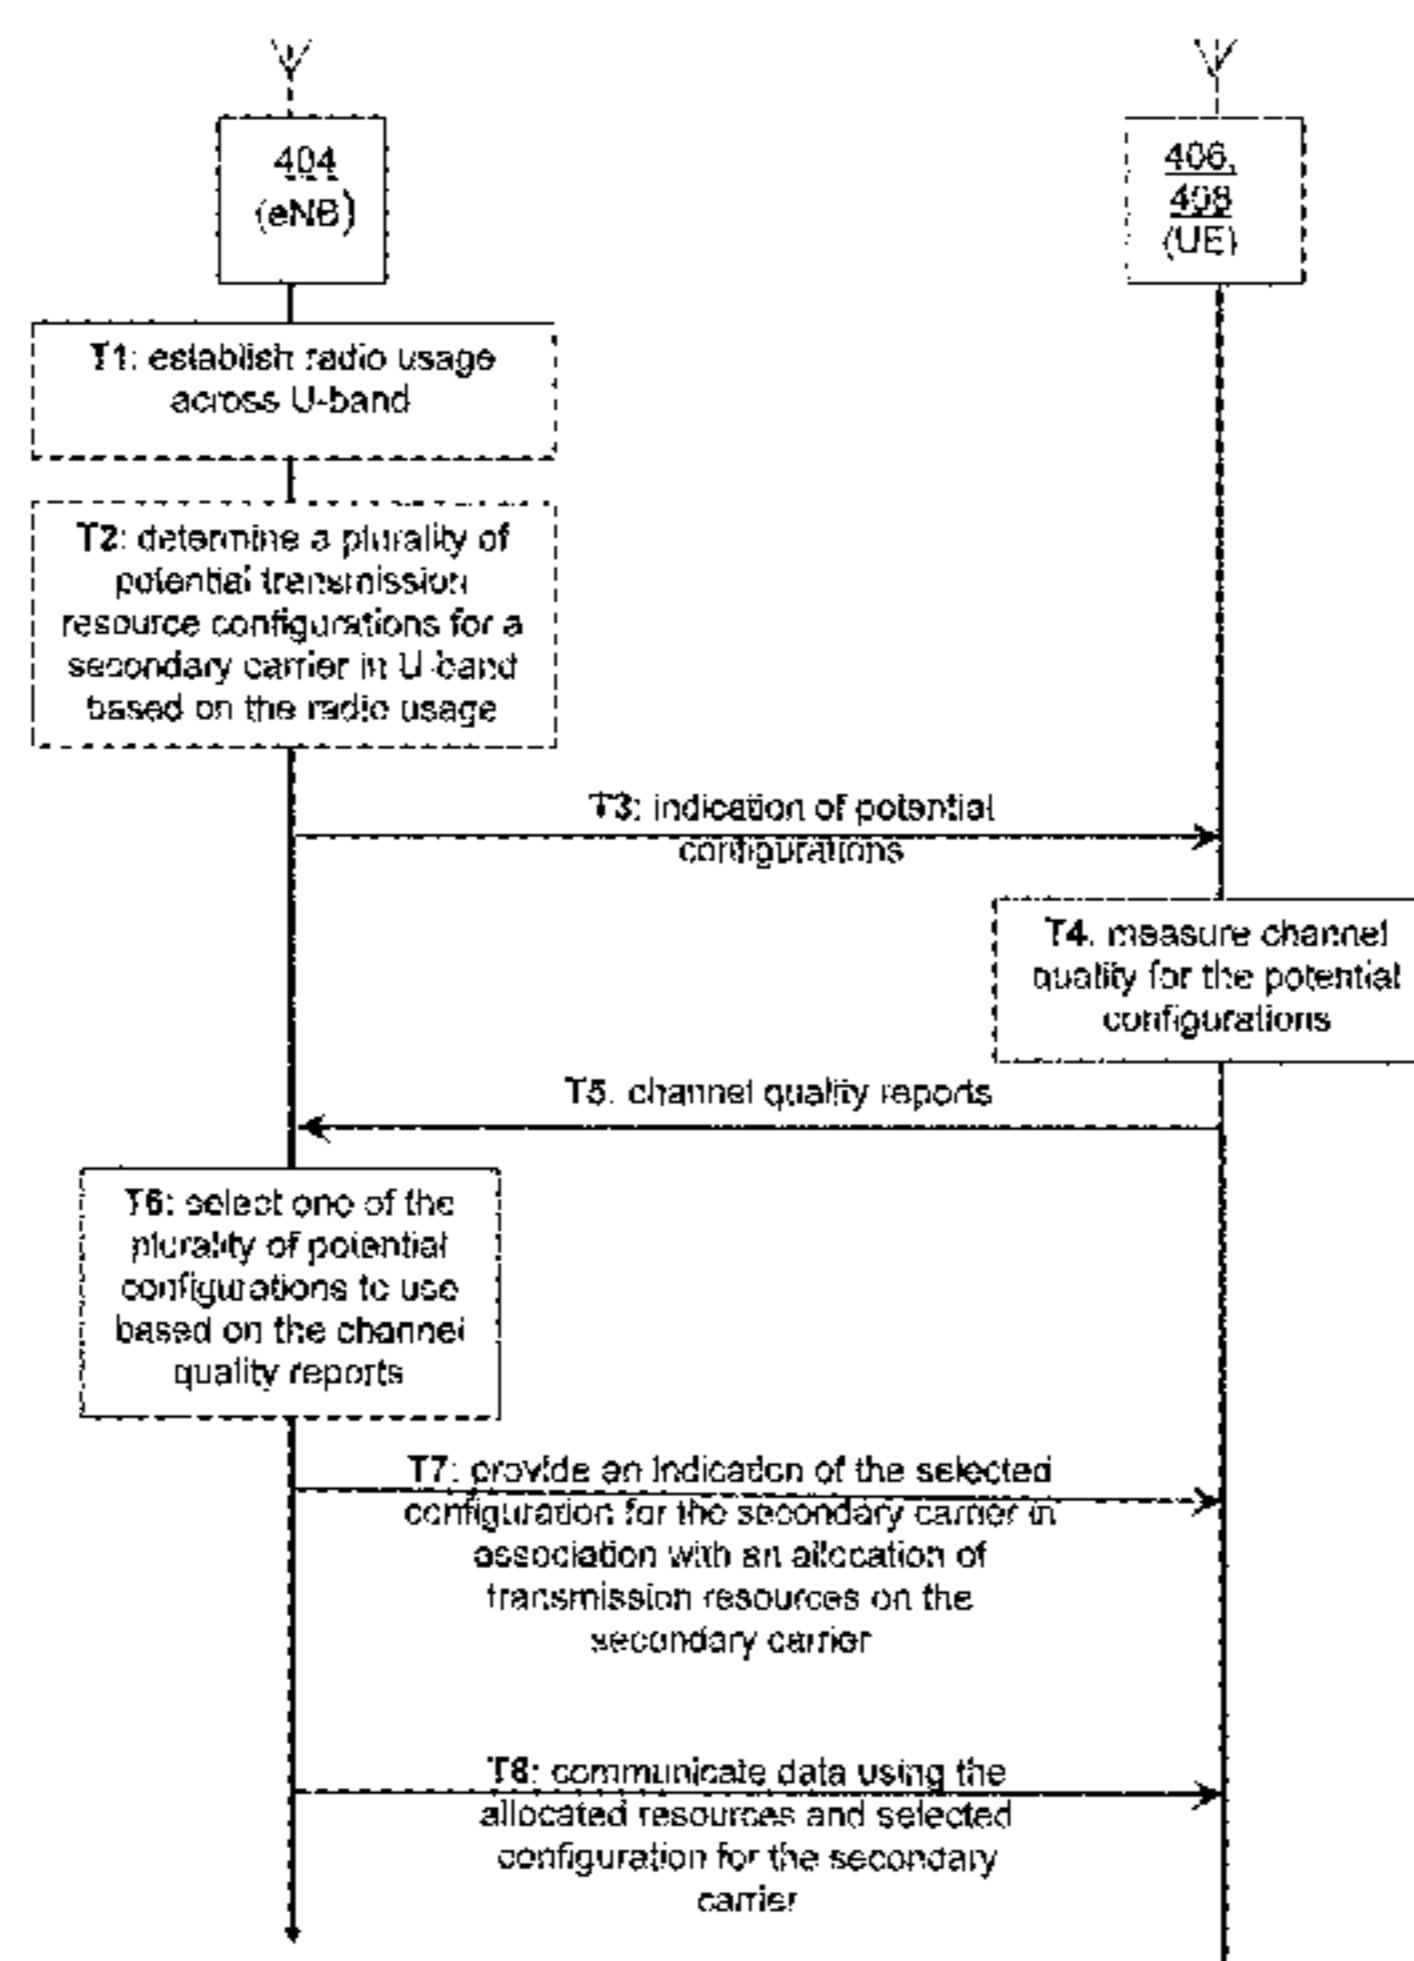 404
(eNB)
406,
408
(UE)
T1: establish radio usage
across U-band
T2: determine a plurality of
potential transmission
resource configurations for a
secondary carrier in U-band
based on the radio usage
T3: indication of potential
configurations
T4. measure channel
quality for the potential
configurations
T5. channel quality reports
T6: select one of the
plurality of potential
configurations to use
based on the channel
quality reports
T7: provide an indication of the selected
configuration for the secondary carrier in
association with an allocation of
transmission resources on the
secondary carrier
T8: communicate data using the
allocated resources and selected
configuration for the secondary
carrier